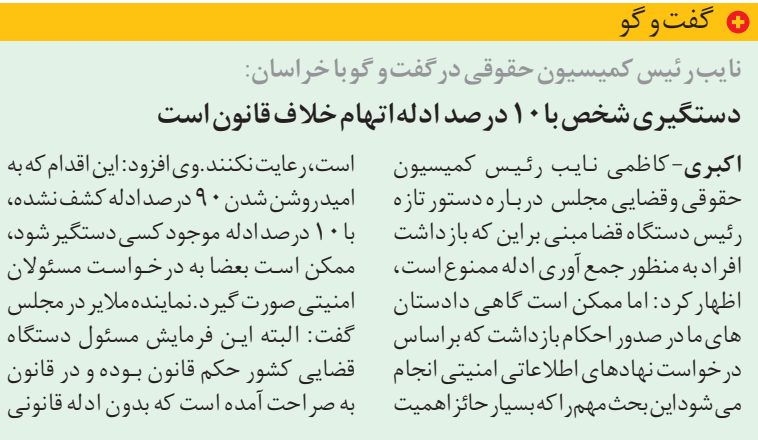 گفت و گو
نایب رئیس کمیسیون حقوقی در گفت و گو با خراسان:
دستگیری شخص با ۱۰ درصد ادله اتهام خلاف قانون است
اکبری- کاظمی نایب رئیس کمیسیون
حقوقی وقضایی مجلس درباره دستور تازه
رئیس دستگاه قضا مبنی بر این که بازداشت
افراد به منظور جمع آوری ادله ممنوع است،
اظهار کرد: اما ممکن است گاهی دادستان
های ما در صدور احکام بازداشت که براساس
درخواست نهادهای اطلاعاتی امنیتی انجام
می شود این بحث مهم را که بسیار حائز اهمیت
است، رعایت نکنند. وی افزود: این اقدام که به
امید روشن شدن ۹۰ درصد ادله کشف نشده،
با ۱۰ درصد ادله موجود کسی دستگیر شود،
ممکن است بعضا به درخواست مسئولان
امنیتی صورت گیرد. نماینده ملایر در مجلس
گفت: البته این فرمایش مسئول دستگاه
قضایی کشور حکم قانون بوده و در قانون
به صراحت آمده است که بدون ادله قانونی